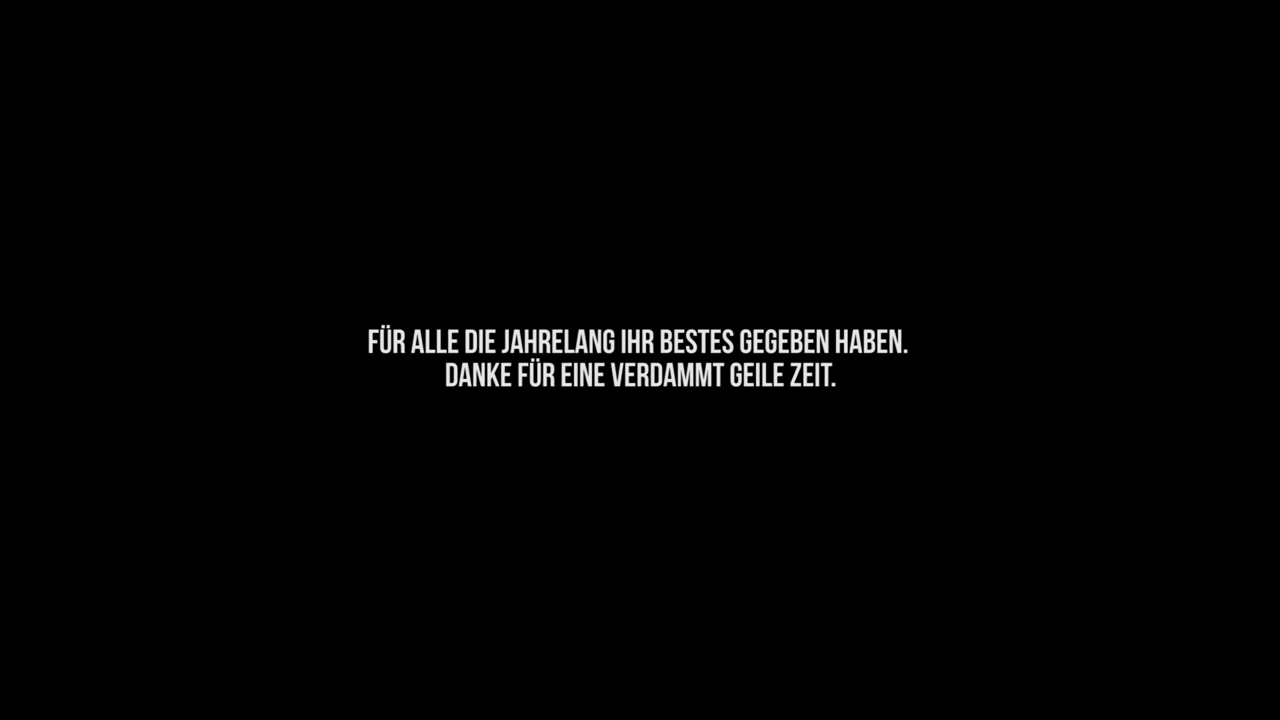 FÜR ALLE DIE JAHRELANG IHR BESTES GEGEBEN HABEN.
DANKE FÜR EINE VERDAMMT GEILE ZEIT.